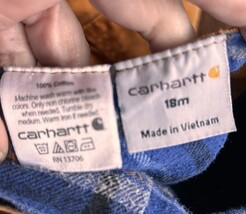 100% Cotton
Machine wash warm with like
colors. Only non chlorine bleach
when needed. Tumble dry
medium. Warm iron if needed.
carhartt
RN 13706
carhartt
18m
Made in Vietnam